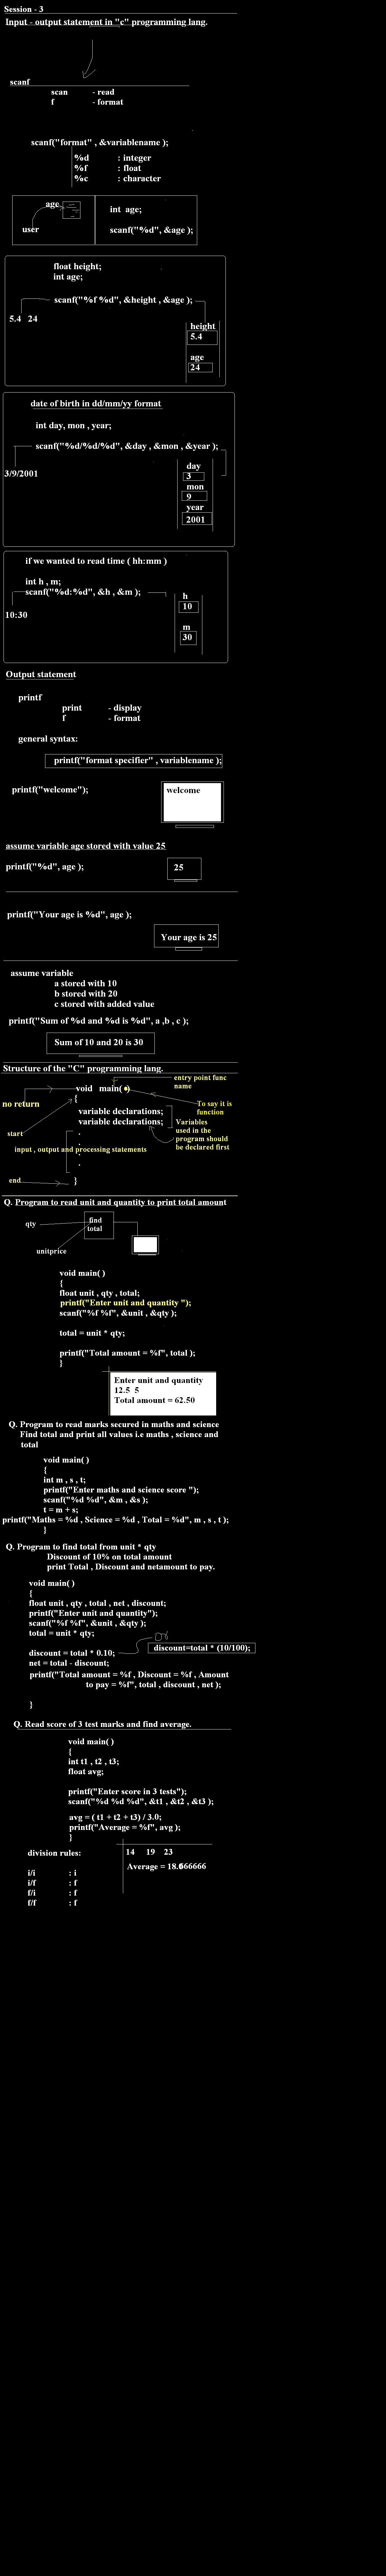 Session - 3
Input - output statement in "c" programming lang.
scanf
scan - read
f - format
scanf("format" , &variablename );
%d : integer
%f : float
%c : character
age
user
int age;
scanf("%d", &age );
float height;
int age;
scanf("%f %d", &height , &age );
5.4 24
height
5.4
age
24
date of birth in dd/mm/yy format
int day, mon , year;
scanf("%d/%d/%d", &day , &mon , &year );
3/9/2001
day
3
mon
9
year
2001
if we wanted to read time ( hh:mm )
int h , m;
scanf("%d:%d", &h , &m );
10:30
h
10
m
30
Output statement
printf
print - display
f - format
general syntax:
printf("format specifier" , variablename );
printf("welcome");
welcome
assume variable age stored with value 25
printf("%d", age );
25
printf("Your age is %d", age );
Your age is 25
assume variable
a stored with 10
b stored with 20
c stored with added value
printf("Sum of %d and %d is %d", a ,b , c );
Sum of 10 and 20 is 30
Structure of the "C" programming lang.
entry point func
name
void main( )
no return
{
To say it is
function
variable declarations;
variable declarations;
Variables
used in the
program should
be declared first
start
.
input , output and processing statements
.
.
end
}
Q. Program to read unit and quantity to print total amount
qty
find
total
unitprice
void main( )
{
float unit , qty , total;
printf("Enter unit and quantity ");
scanf("%f %f", &unit , &qty );
total = unit * qty;
printf("Total amount = %f", total );
}
Enter unit and quantity
12.5 5
Total amount = 62.50
Q. Program to read marks secured in maths and science
Find total and print all values i.e maths , science and
total
void main( )
{
int m , s , t;
printf("Enter maths and science score ");
scanf("%d %d", &m , &s );
t = m + s;
printf("Maths = %d , Science = %d , Total = %d", m , s , t );
}
Q. Program to find total from unit * qty
Discount of 10% on total amount
print Total , Discount and netamount to pay.
void main( )
{
float unit , qty , total , net , discount;
printf("Enter unit and quantity");
scanf("%f %f", &unit , &qty );
total = unit * qty;
discount = total * 0.10;
discount=total * (10/100);
net = total - discount;
printf("Total amount = %f , Discount = %f , Amount
to pay = %f", total , discount , net );
}
Q. Read score of 3 test marks and find average.
void main( )
{
int t1 , t2 , t3;
float avg;
printf("Enter score in 3 tests");
scanf("%d %d %d", &t1 , &t2 , &t3 );
avg = ( t1 + t2 + t3) / 3.0;
printf("Average = %f", avg );
}
division rules:
14 19 23
Average = 18.666666
i/i : i
i/f : f
f/i : f
f/f : f